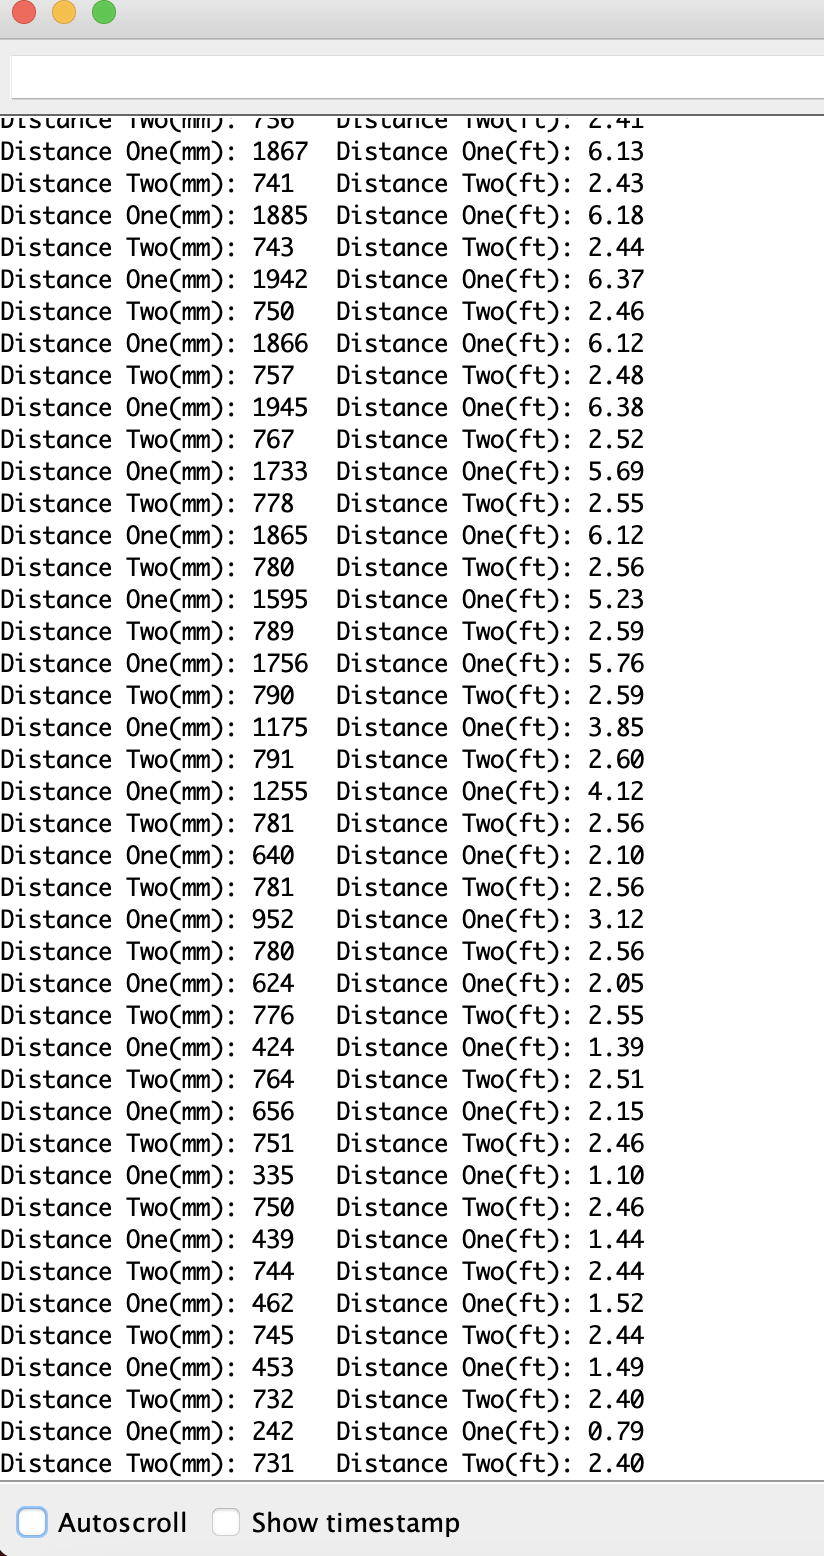 Distance Two(mm): 736   Distance Two(ft): 2.41
Distance One(mm): 1867  Distance One(ft): 6.13
Distance Two(mm): 741   Distance Two(ft): 2.43
Distance One(mm): 1885  Distance One(ft): 6.18
Distance Two(mm): 743   Distance Two(ft): 2.44
Distance One(mm): 1942  Distance One(ft): 6.37
Distance Two(mm): 750   Distance Two(ft): 2.46
Distance One(mm): 1866  Distance One(ft): 6.12
Distance Two(mm): 757   Distance Two(ft): 2.48
Distance One(mm): 1945  Distance One(ft): 6.38
Distance Two(mm): 767   Distance Two(ft): 2.52
Distance One(mm): 1733  Distance One(ft): 5.69
Distance Two(mm): 778   Distance Two(ft): 2.55
Distance One(mm): 1865  Distance One(ft): 6.12
Distance Two(mm): 780   Distance Two(ft): 2.56
Distance One(mm): 1595  Distance One(ft): 5.23
Distance Two(mm): 789   Distance Two(ft): 2.59
Distance One(mm): 1756  Distance One(ft): 5.76
Distance Two(mm): 790   Distance Two(ft): 2.59
Distance One(mm): 1175  Distance One(ft): 3.85
Distance Two(mm): 791   Distance Two(ft): 2.60
Distance One(mm): 1255  Distance One(ft): 4.12
Distance Two(mm): 781   Distance Two(ft): 2.56
Distance One(mm): 640   Distance One(ft): 2.10
Distance Two(mm): 781   Distance Two(ft): 2.56
Distance One(mm): 952   Distance One(ft): 3.12
Distance Two(mm): 780   Distance Two(ft): 2.56
Distance One(mm): 624   Distance One(ft): 2.05
Distance Two(mm): 776   Distance Two(ft): 2.55
Distance One(mm): 424   Distance One(ft): 1.39
Distance Two(mm): 764   Distance Two(ft): 2.51
Distance One(mm): 656   Distance One(ft): 2.15
Distance Two(mm): 751   Distance Two(ft): 2.46
Distance One(mm): 335   Distance One(ft): 1.10
Distance Two(mm): 750   Distance Two(ft): 2.46
Distance One(mm): 439   Distance One(ft): 1.44
Distance Two(mm): 744   Distance Two(ft): 2.44
Distance One(mm): 462   Distance One(ft): 1.52
Distance Two(mm): 745   Distance Two(ft): 2.44
Distance One(mm): 453   Distance One(ft): 1.49
Distance Two(mm): 732   Distance Two(ft): 2.40
Distance One(mm): 242   Distance One(ft): 0.79
Distance Two(mm): 731   Distance Two(ft): 2.40
Autoscroll Show timestamp